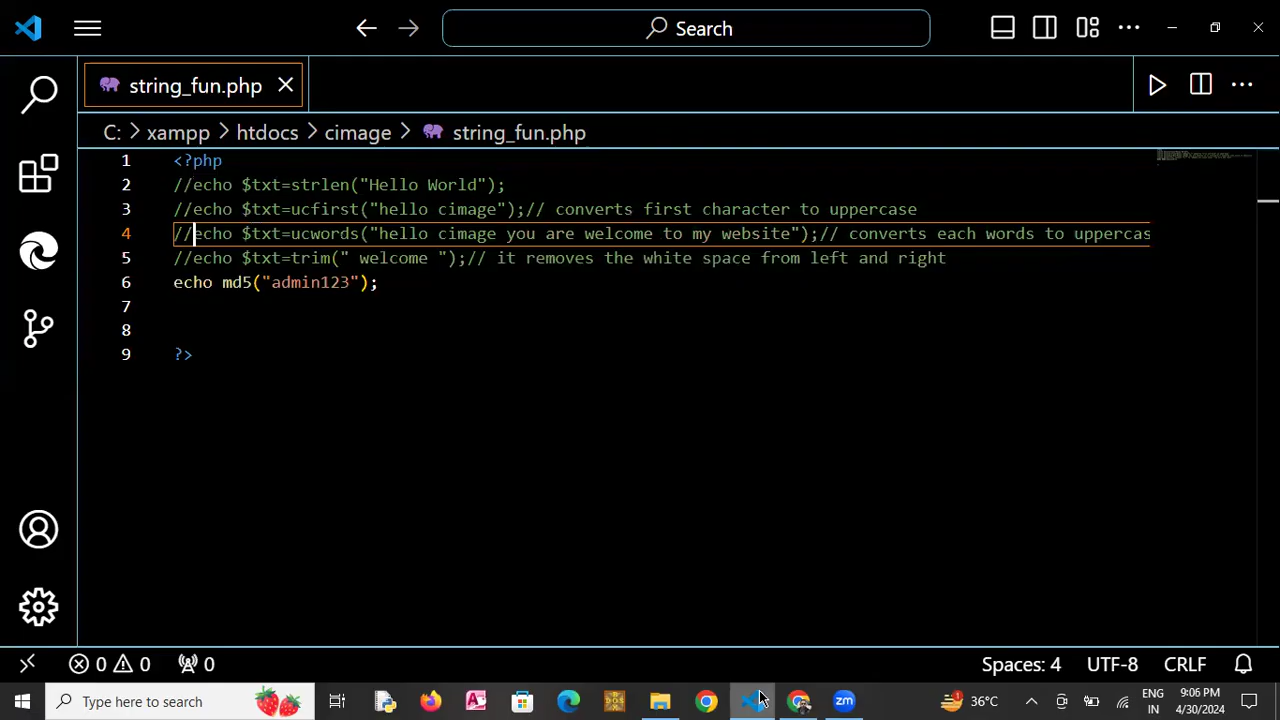 Search
string_fun.php
C: > xampp > htdocs > cimage > string_fun.php
1 <?php
2 //echo $txt=strlen("Hello World");
3 //echo $txt=ucfirst("hello cimage");// converts first character to uppercase
4 //echo $txt=ucwords("hello cimage you are welcome to my website");// converts each words to uppercas
5 //echo $txt=trim(" welcome ");// it removes the white space from left and right
6 echo md5("admin123");
7
8
9 ?>
0 0 0 Spaces: 4 UTF-8 CRLF
Type here to search zm 36°C ENG IN 9:06 PM 4/30/2024